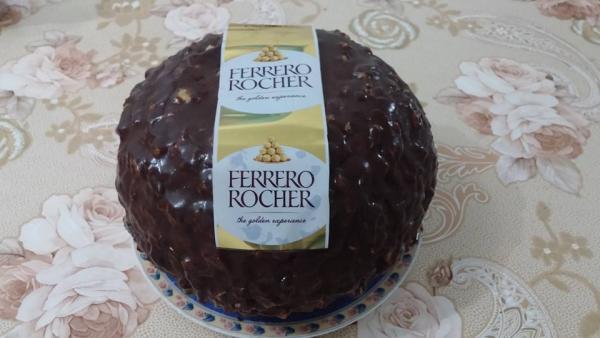 FERRERO
ROCHER
the golden experience
FERRERO
ROCHER
the golden experience